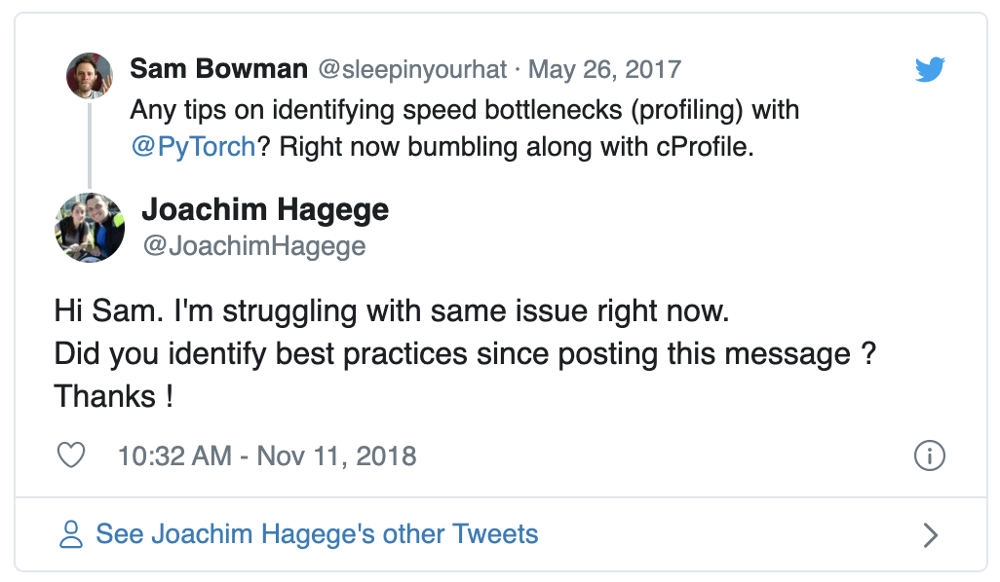 Sam Bowman @sleepinyourhat · May 26, 2017
Any tips on identifying speed bottlenecks (profiling) with
@PyTorch? Right now bumbling along with cProfile.
Joachim Hagege
@JoachimHagege
Hi Sam. I'm struggling with same issue right now.
Did you identify best practices since posting this message ?
Thanks !
10:32 AM - Nov 11, 2018
See Joachim Hagege's other Tweets